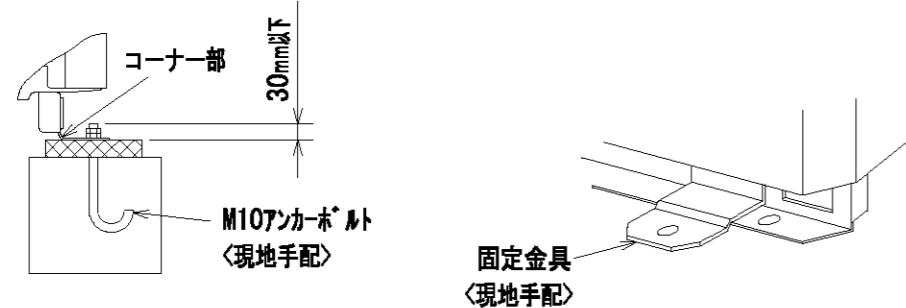 コーナー部
30mm以下
M10アンカーボルト
〈現地手配〉
固定金具
〈現地手配〉